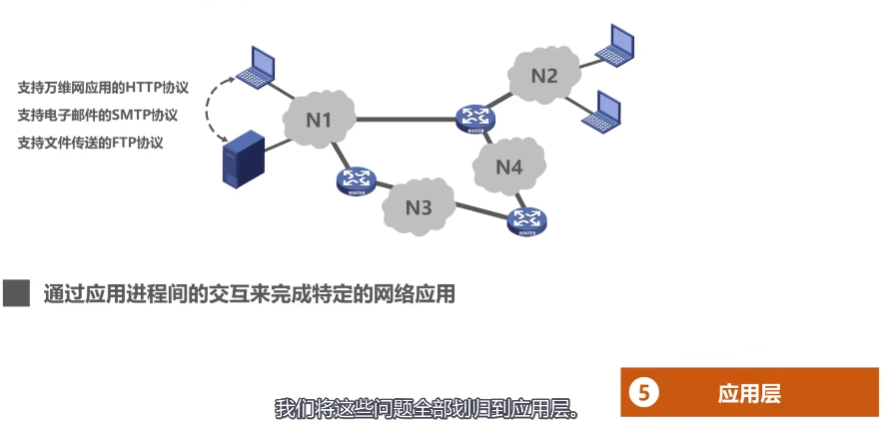 支持万维网应用的HTTP协议
支持电子邮件的SMTP协议
支持文件传送的FTP协议
N1
N2
N4
N3
ROUTER
ROUTER
ROUTER
通过应用进程间的交互来完成特定的网络应用
5 应用层
我们将这些问题全部划归到应用层。